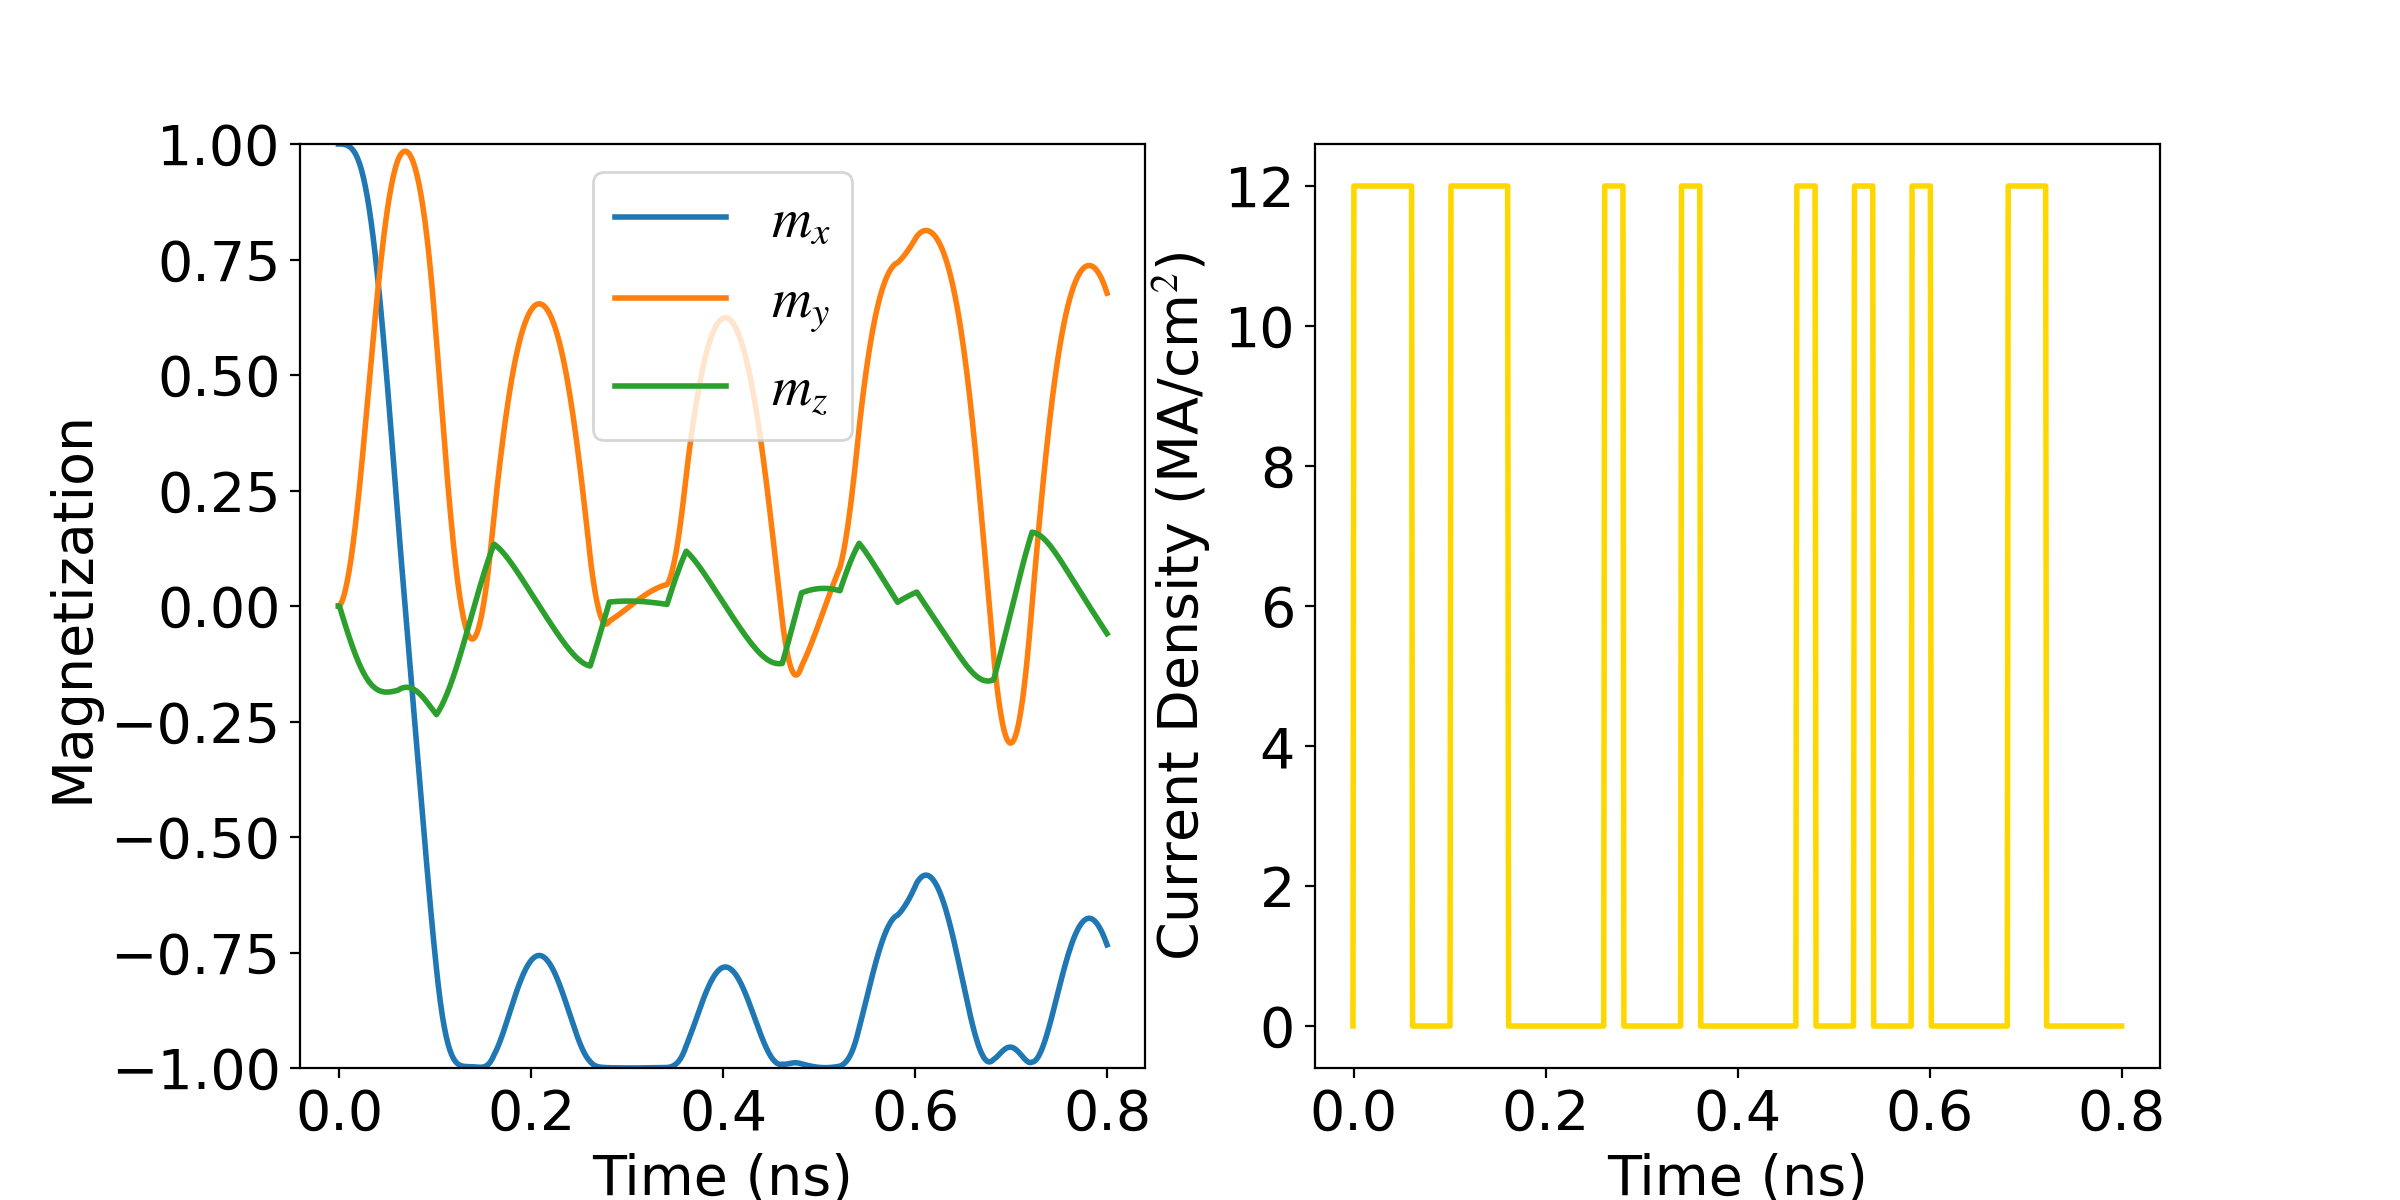 Magnetization
1.00
0.75
0.50
0.25
0.00
−0.25
−0.50
−0.75
−1.00
m_x
m_y
m_z
0.0 0.2 0.4 0.6 0.8
Time (ns)
Current Density (MA/cm²)
12
10
8
6
4
2
0
0.0 0.2 0.4 0.6 0.8
Time (ns)